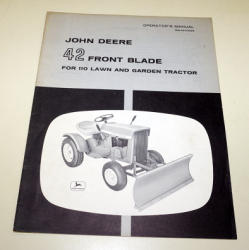 OPERATOR'S MANUAL
JOHN DEERE
42 FRONT BLADE
FOR 110 LAWN AND GARDEN TRACTOR